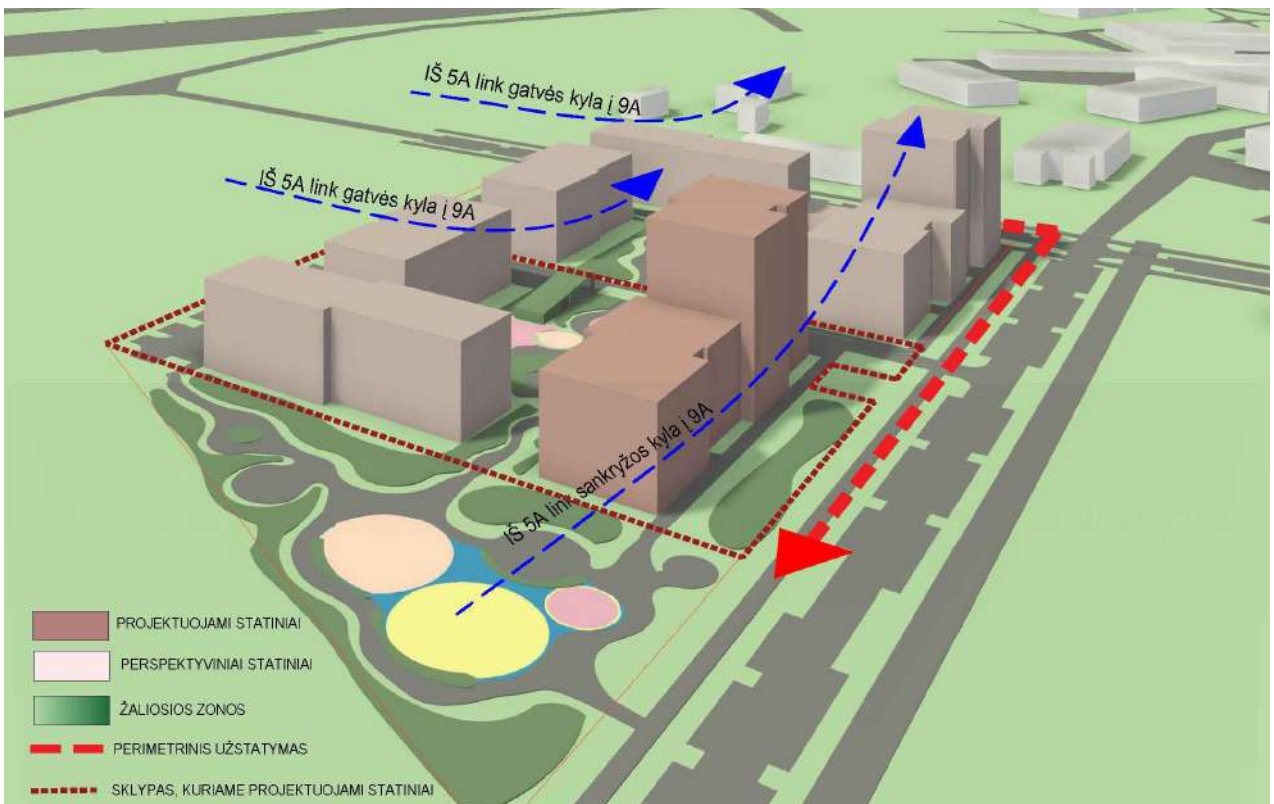 IŠ 5A link gatvės kyla į 9A
IŠ 5A link gatvės kyla į 9A
IŠ 5A link sankryžos kyla į 9A
PROJEKTUOJAMI STATINIAI
PERSPEKTYVINIAI STATINIAI
ŽALIOSIOS ZONOS
PERIMETRINIS UŽSTATYMAS
SKLYPAS, KURIAME PROJEKTUOJAMI STATINIAI